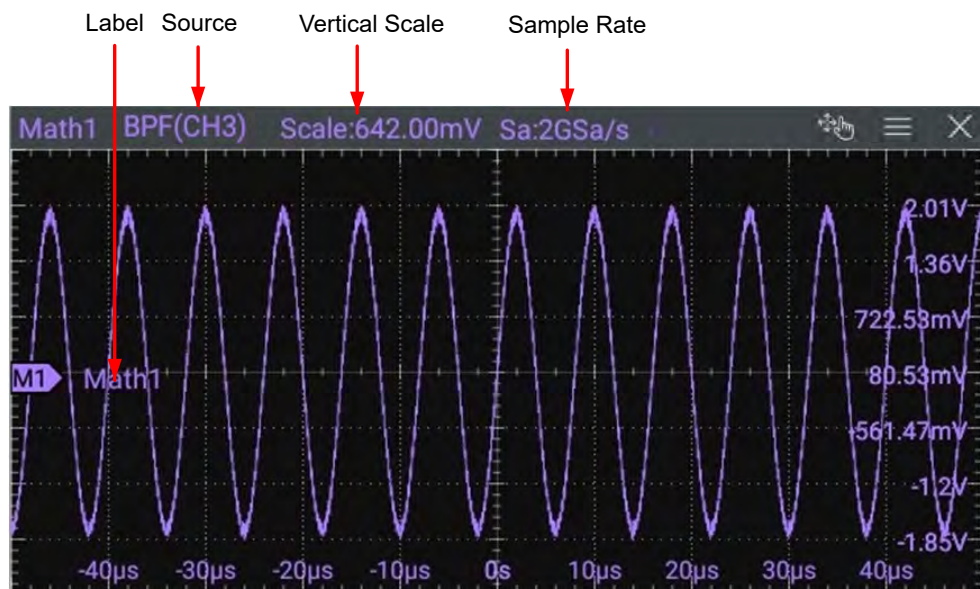 Label Source Vertical Scale Sample Rate
Math1 BPF(CH3) Scale:642.00mV Sa:2GSa/s
2.01V
1.36V
722.53mV
M1 Math1 80.53mV
-561.47mV
-1.2V
-1.85V
-40µs -30µs -20µs -10µs 0s 10µs 20µs 30µs 40µs